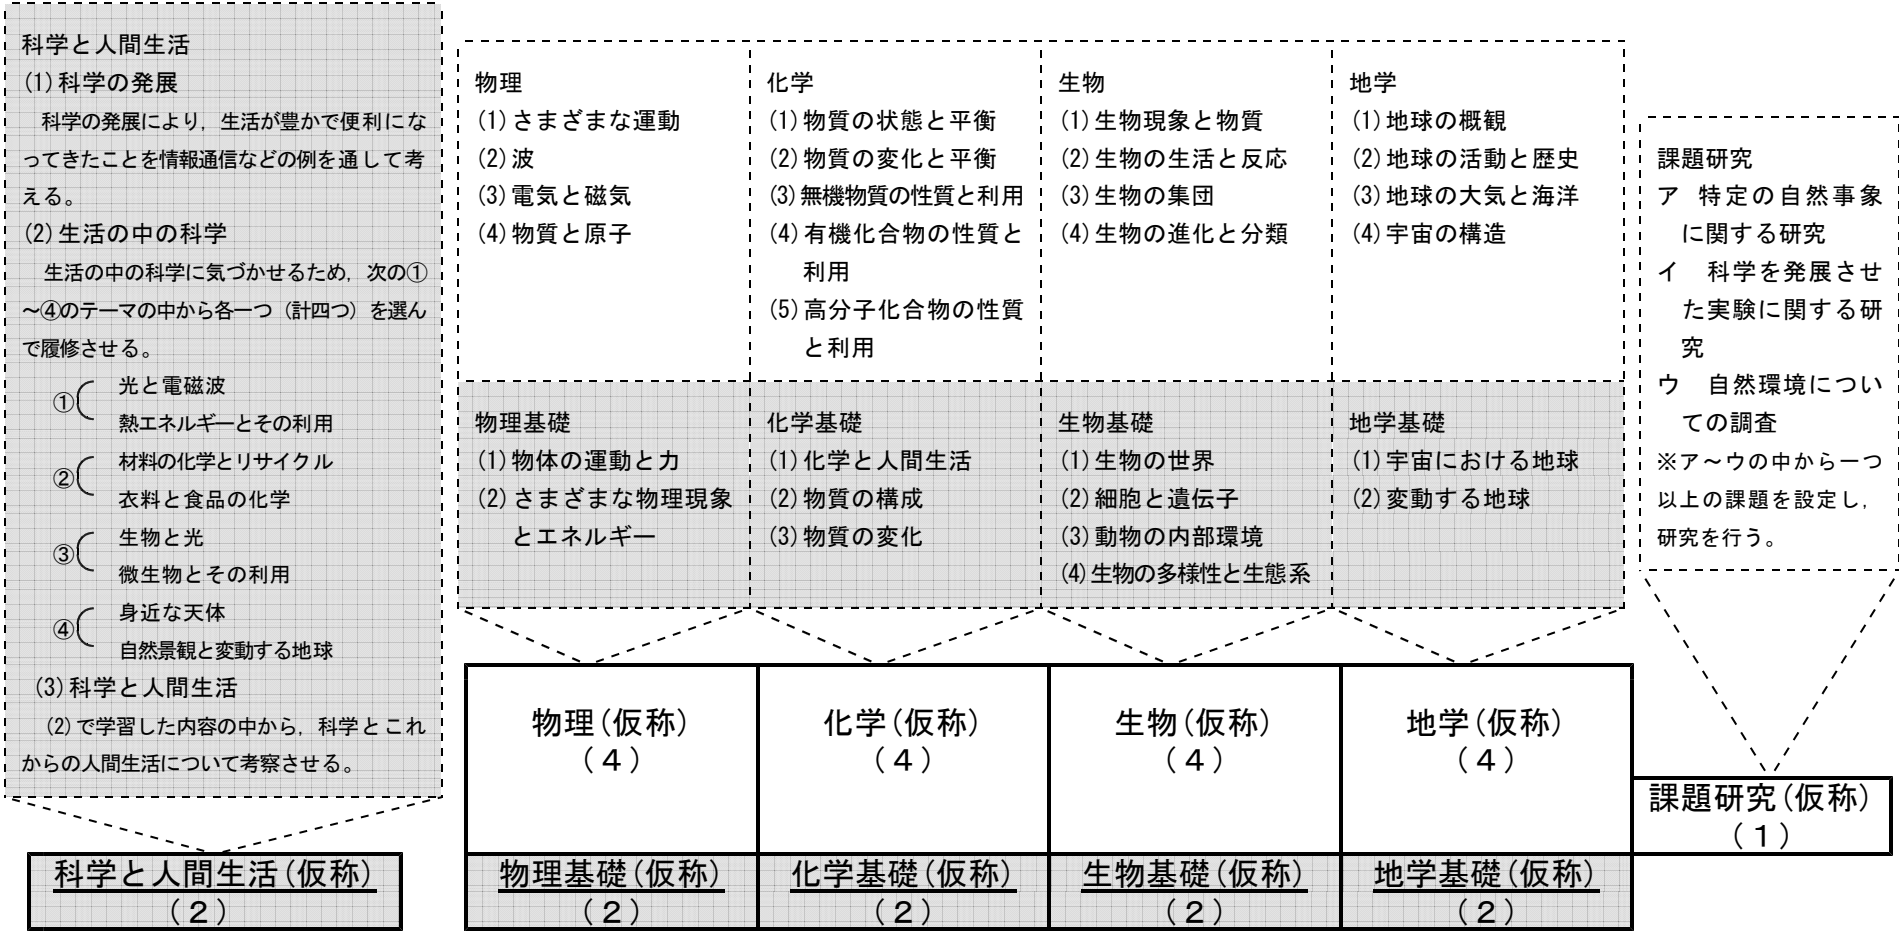 科学と人間生活
(1)科学の発展
科学の発展により，生活が豊かで便利にな
ってきたことを情報通信などの例を通して考
える。
(2)生活の中の科学
生活の中の科学に気づかせるため，次の①
～④のテーマの中から各一つ（計四つ）を選ん
で履修させる。
① 光と電磁波
熱エネルギーとその利用
② 材料の化学とリサイクル
衣料と食品の化学
③ 生物と光
微生物とその利用
④ 身近な天体
自然景観と変動する地球
(3)科学と人間生活
(2)で学習した内容の中から，科学とこれ
からの人間生活について考察させる。
科学と人間生活(仮称)
（２）
物理
(1)さまざまな運動
(2)波
(3)電気と磁気
(4)物質と原子
化学
(1)物質の状態と平衡
(2)物質の変化と平衡
(3)無機物質の性質と利用
(4)有機化合物の性質と
利用
(5)高分子化合物の性質
と利用
生物
(1)生物現象と物質
(2)生物の生活と反応
(3)生物の集団
(4)生物の進化と分類
地学
(1)地球の概観
(2)地球の活動と歴史
(3)地球の大気と海洋
(4)宇宙の構造
物理基礎
(1)物体の運動と力
(2)さまざまな物理現象
とエネルギー
化学基礎
(1)化学と人間生活
(2)物質の構成
(3)物質の変化
生物基礎
(1)生物の世界
(2)細胞と遺伝子
(3)動物の内部環境
(4)生物の多様性と生態系
地学基礎
(1)宇宙における地球
(2)変動する地球
物理(仮称)
（４）
化学(仮称)
（４）
生物(仮称)
（４）
地学(仮称)
（４）
物理基礎(仮称)
（２）
化学基礎(仮称)
（２）
生物基礎(仮称)
（２）
地学基礎(仮称)
（２）
課題研究
ア 特定の自然事象
に関する研究
イ 科学を発展させ
た実験に関する研
究
ウ 自然環境につい
ての調査
※ア～ウの中から一つ
以上の課題を設定し，
研究を行う。
課題研究(仮称)
（１）